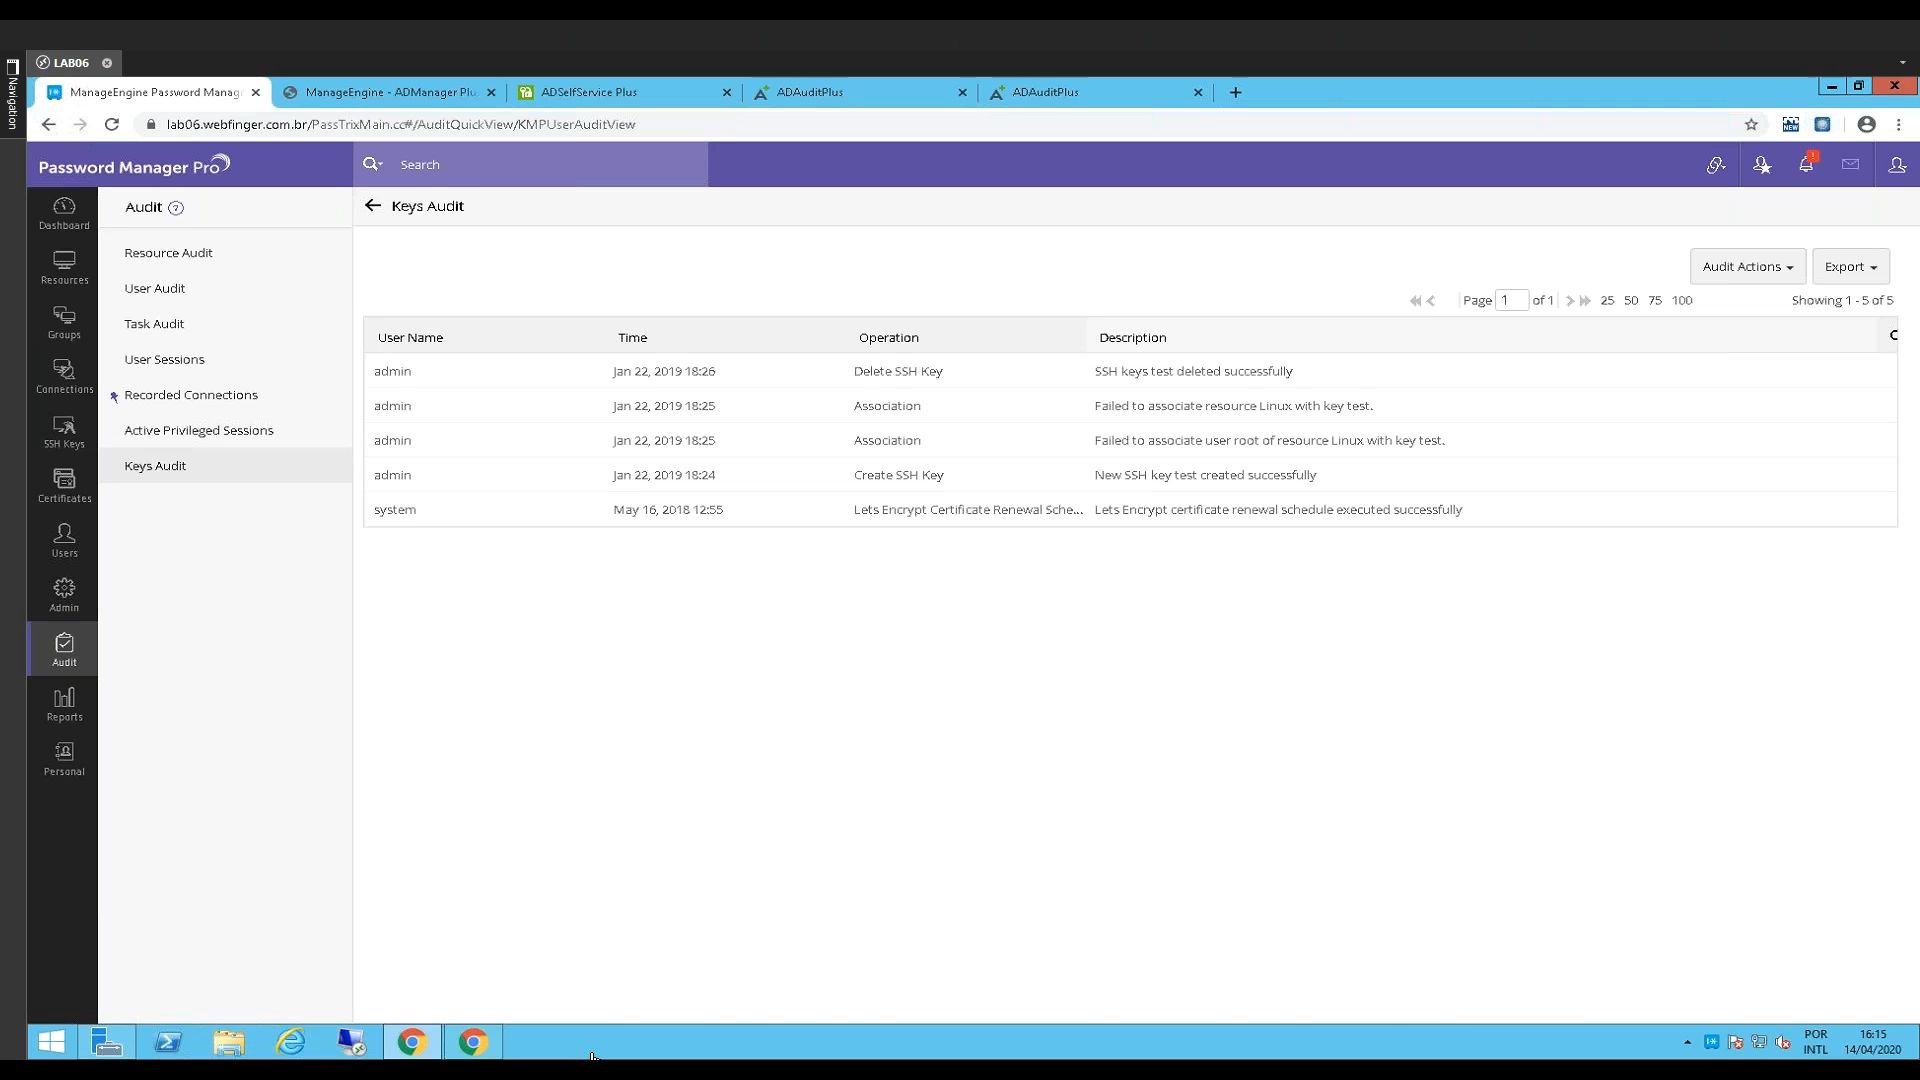 LAB06
Navigation
ManageEngine Password Manag
ManageEngine - ADManager Plu
ADSelfService Plus
ADAuditPlus
ADAuditPlus
lab06.webfinger.com.br/PassTrixMain.cc#/AuditQuickView/KMPUserAuditView
NEW
Password Manager Pro
Search
Dashboard
Resources
Groups
Connections
SSH Keys
Certificates
Users
Admin
Audit
Reports
Personal
Audit ?
Resource Audit
User Audit
Task Audit
User Sessions
Recorded Connections
Active Privileged Sessions
Keys Audit
Keys Audit
Audit Actions Export
Page 1 of 1 25 50 75 100 Showing 1 - 5 of 5
User Name Time Operation Description
admin Jan 22, 2019 18:26 Delete SSH Key SSH keys test deleted successfully
admin Jan 22, 2019 18:25 Association Failed to associate resource Linux with key test.
admin Jan 22, 2019 18:25 Association Failed to associate user root of resource Linux with key test.
admin Jan 22, 2019 18:24 Create SSH Key New SSH key test created successfully
system May 16, 2018 12:55 Lets Encrypt Certificate Renewal Sche... Lets Encrypt certificate renewal schedule executed successfully
POR 16:15
INTL 14/04/2020